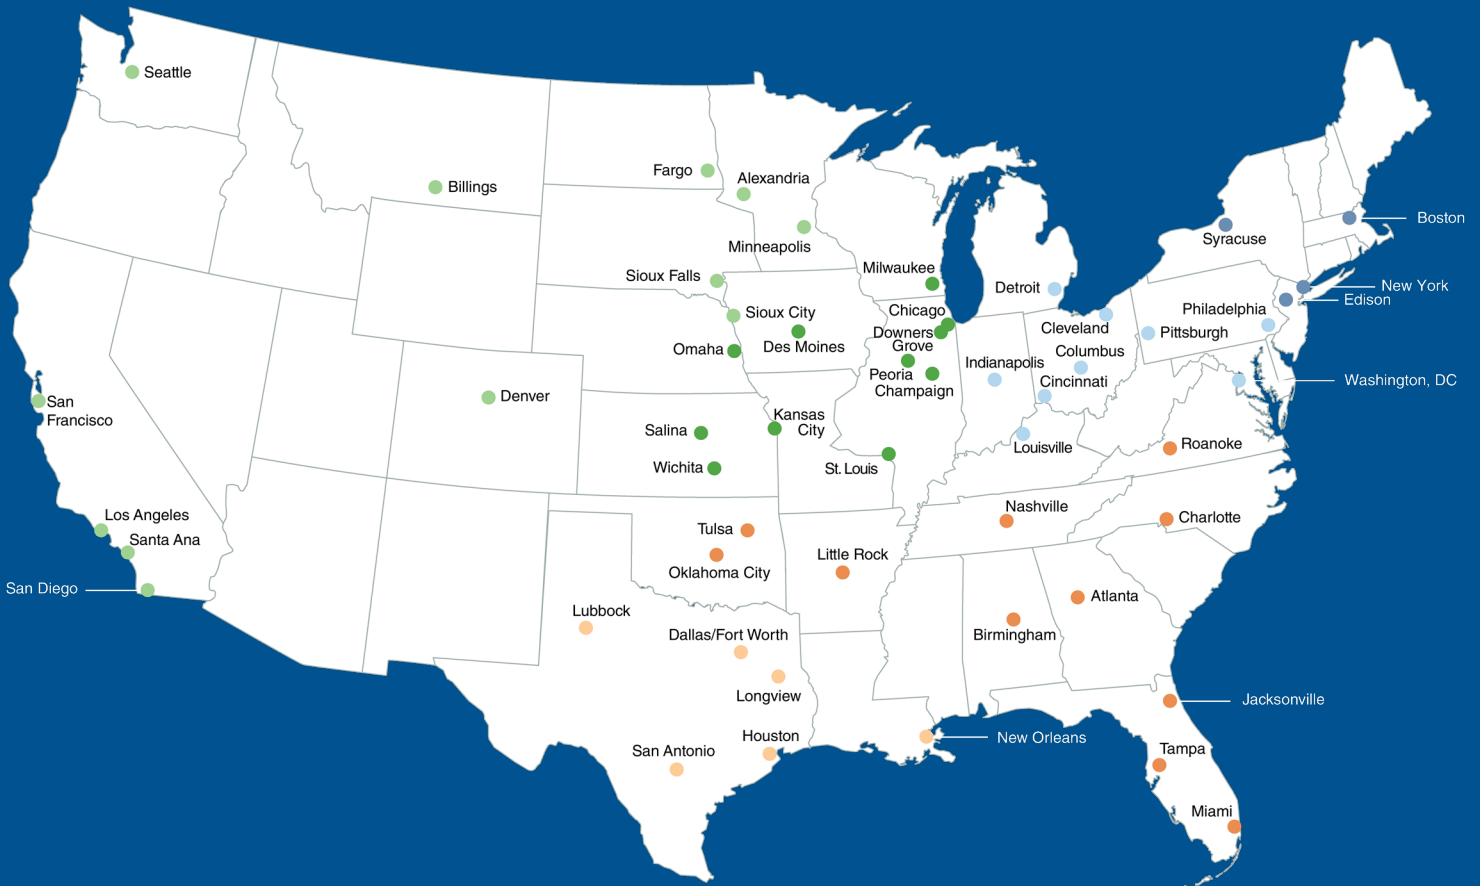 Seattle
Fargo
Alexandria
Billings
Boston
Syracuse
Minneapolis
Milwaukee
Sioux Falls
Detroit
New York
Edison
Chicago
Philadelphia
Sioux City
Downers
Grove
Cleveland
Pittsburgh
Omaha
Des Moines
Columbus
Indianapolis
Peoria
Cincinnati
Washington, DC
Champaign
Denver
San
Francisco
Kansas
City
Salina
Roanoke
Louisville
Wichita
St. Louis
Nashville
Los Angeles
Charlotte
Tulsa
Santa Ana
Little Rock
Oklahoma City
San Diego
Atlanta
Lubbock
Dallas/Fort Worth
Birmingham
Longview
Jacksonville
Houston
New Orleans
San Antonio
Tampa
Miami